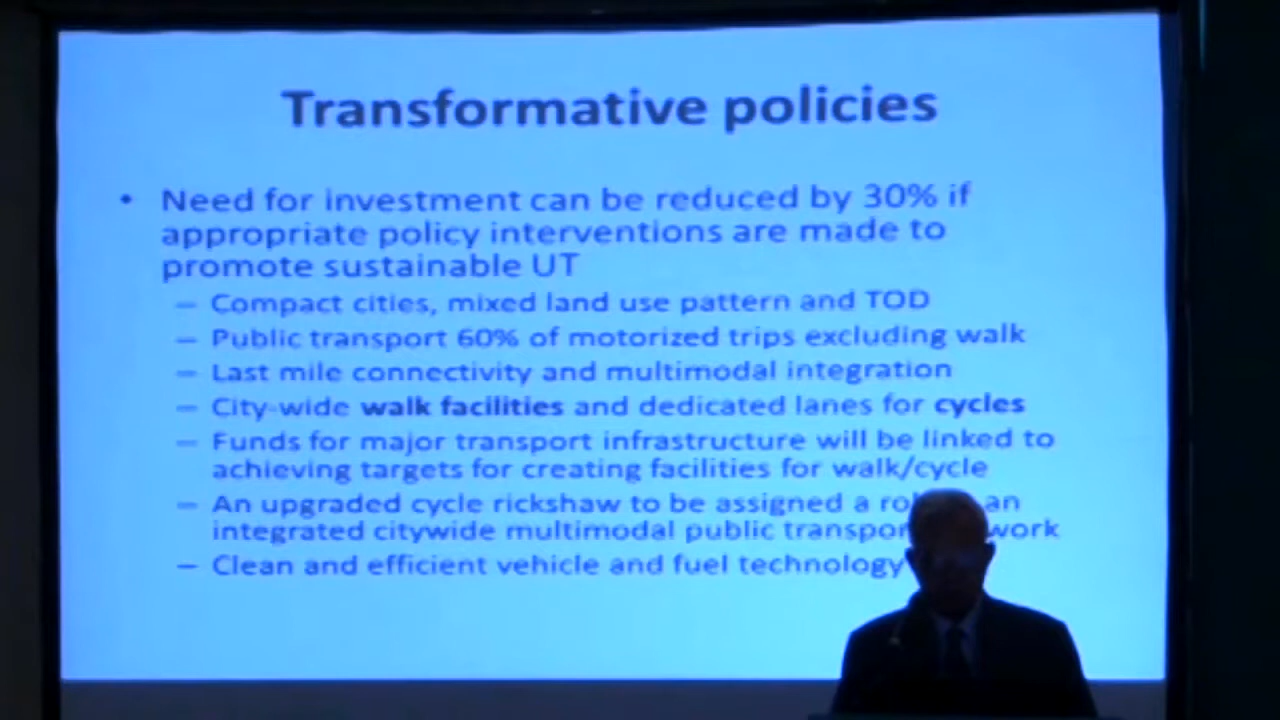 Transformative policies
• Need for investment can be reduced by 30% if
appropriate policy interventions are made to
promote sustainable UT
– Compact cities, mixed land use pattern and TOD
– Public transport 60% of motorized trips excluding walk
– Last mile connectivity and multimodal integration
– City-wide walk facilities and dedicated lanes for cycles
– Funds for major transport infrastructure will be linked to
achieving targets for creating facilities for walk/cycle
– An upgraded cycle rickshaw to be assigned a an
integrated citywide multimodal public
– Clean and efficient vehicle and fuel technology